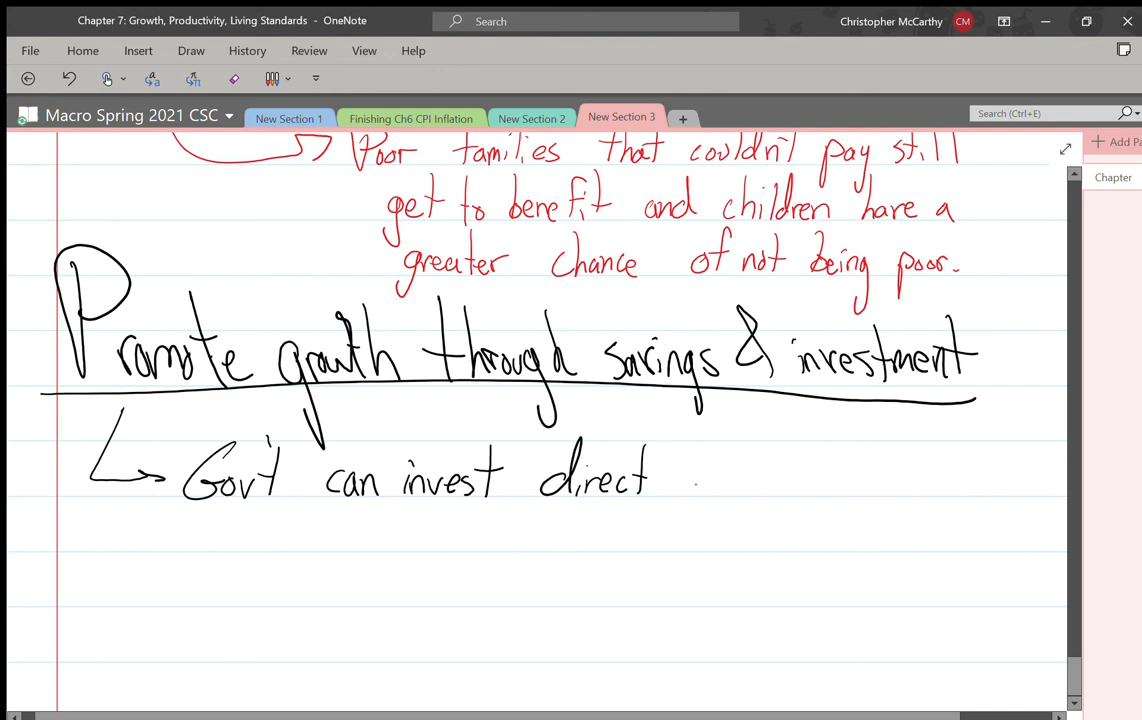 Chapter 7: Growth, Productivity, Living Standards - OneNote
Search
Christopher McCarthy
CM
File Home Insert Draw History Review View Help
Macro Spring 2021 CSC
New Section 1
Finishing Ch6 CPI Inflation
New Section 2
New Section 3
Search (Ctrl+E)
Add Pa
Chapter
Poor families that couldn't pay still
get to benefit and children have a
greater chance of not being poor.
Promote growth through savings & investment
Gov't can invest direct